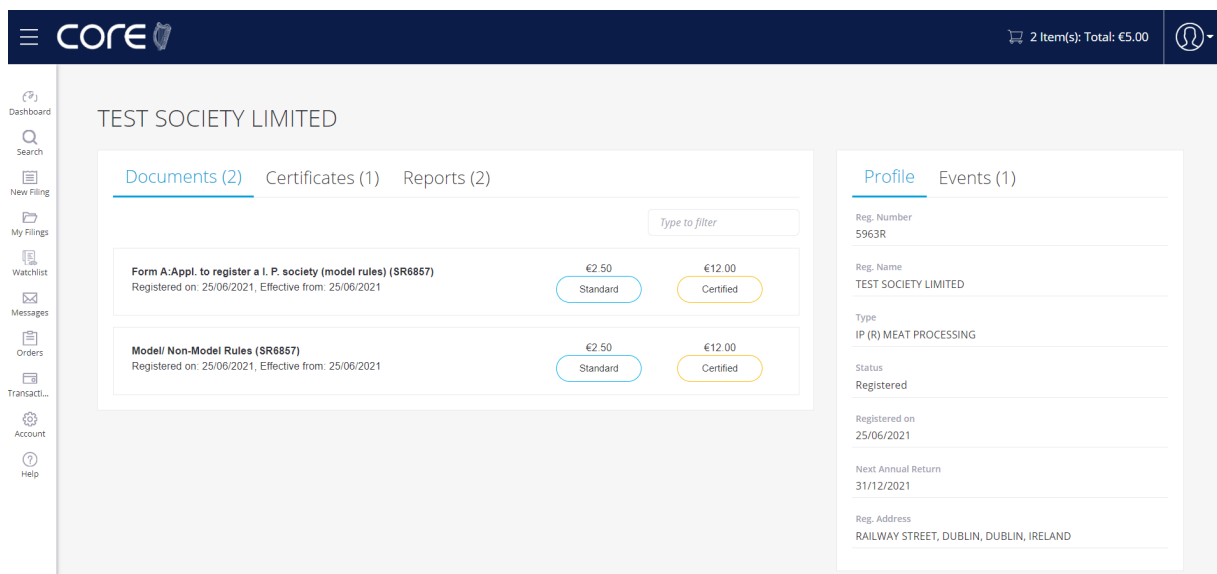 CORE
2 Item(s): Total: €5.00
Dashboard
Search
New Filing
My Filings
Watchlist
Messages
Orders
Transacti...
Account
Help
TEST SOCIETY LIMITED
Documents (2) Certificates (1) Reports (2)
Type to filter
Form A:Appl. to register a I. P. society (model rules) (SR6857)
Registered on: 25/06/2021, Effective from: 25/06/2021
€2.50 €12.00
Standard Certified
Model/ Non-Model Rules (SR6857)
Registered on: 25/06/2021, Effective from: 25/06/2021
€2.50 €12.00
Standard Certified
Profile Events (1)
Reg. Number
5963R
Reg. Name
TEST SOCIETY LIMITED
Type
IP (R) MEAT PROCESSING
Status
Registered
Registered on
25/06/2021
Next Annual Return
31/12/2021
Reg. Address
RAILWAY STREET, DUBLIN, DUBLIN, IRELAND